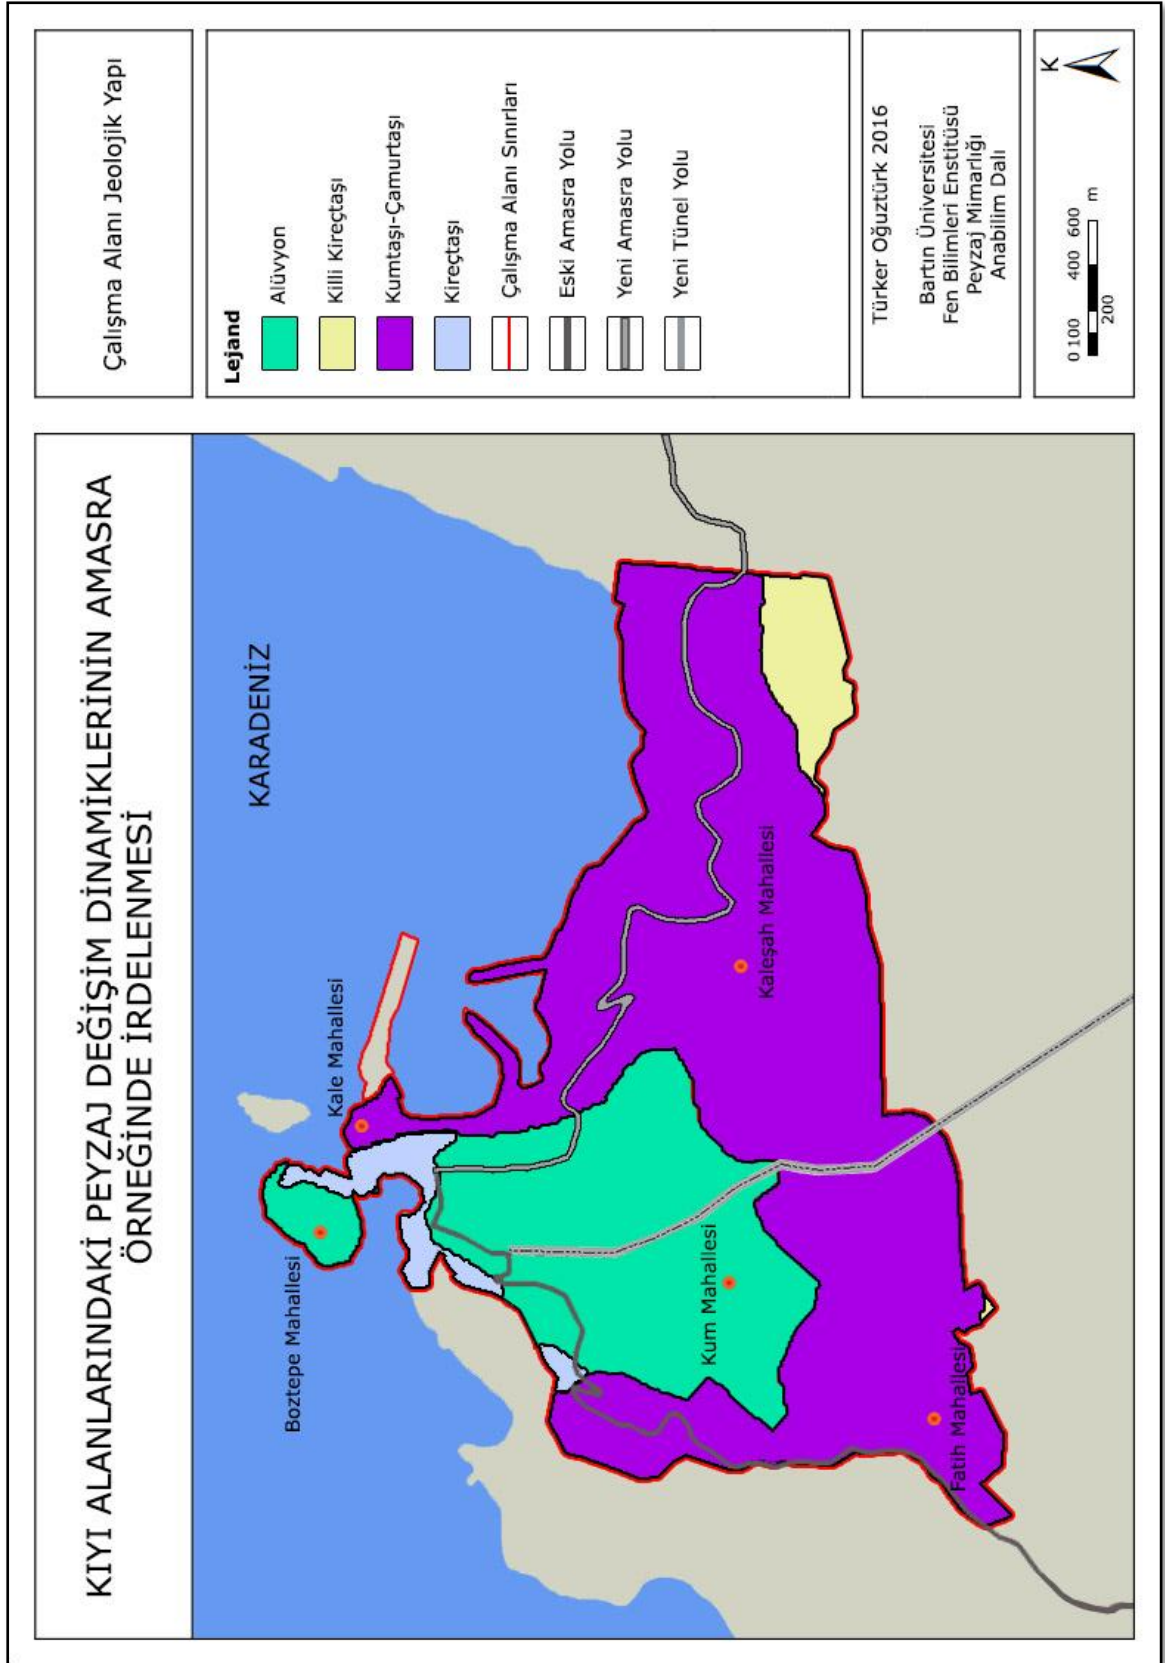 KIYI ALANLARINDAKİ PEYZAJ DEĞİŞİM DİNAMİKLERİNİN AMASRA
ÖRNEĞİNDE İRDELENMESİ
Çalışma Alanı Jeolojik Yapı
KARADENİZ
Boztepe Mahallesi
Kale Mahallesi
Kum Mahallesi
Kaleşah Mahallesi
Fatih Mahallesi
Lejand
Alüvyon
Killi Kireçtaşı
Kumtaşı-Çamurtaşı
Kireçtaşı
Çalışma Alanı Sınırları
Eski Amasra Yolu
Yeni Amasra Yolu
Yeni Tünel Yolu
Türker Oğuztürk 2016
Bartın Üniversitesi
Fen Bilimleri Enstitüsü
Peyzaj Mimarlığı
Anabilim Dalı
K
0 100 400 600 m
200